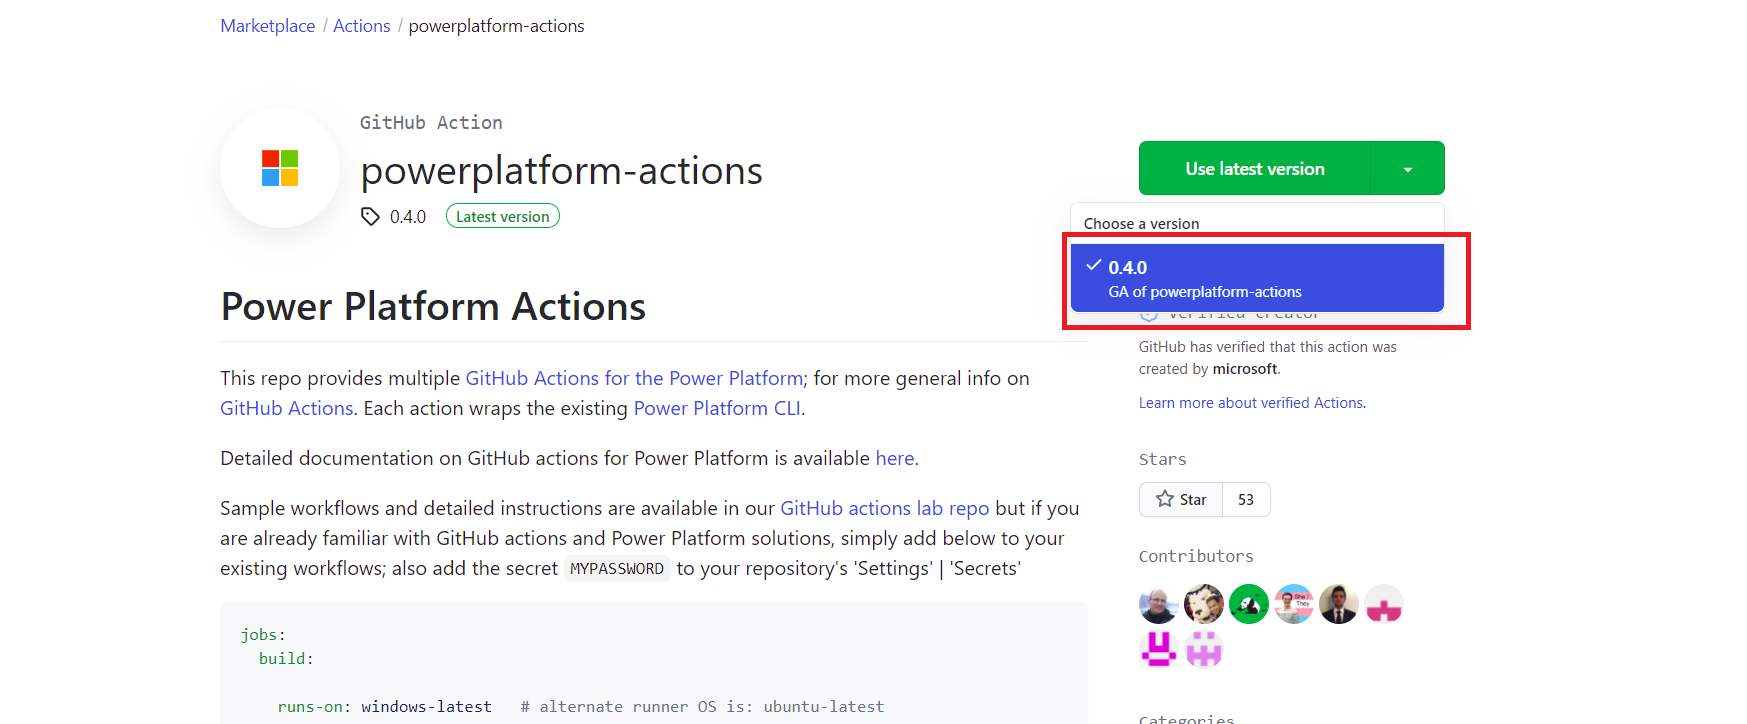 Marketplace / Actions / powerplatform-actions
GitHub Action
powerplatform-actions
0.4.0 Latest version
Use latest version
Choose a version
0.4.0
GA of powerplatform-actions
Verified creator
GitHub has verified that this action was
created by microsoft.
Learn more about verified Actions.
Stars
Star 53
Contributors
She / They
Categories
Power Platform Actions
This repo provides multiple GitHub Actions for the Power Platform; for more general info on
GitHub Actions. Each action wraps the existing Power Platform CLI.
Detailed documentation on GitHub actions for Power Platform is available here.
Sample workflows and detailed instructions are available in our GitHub actions lab repo but if you
are already familiar with GitHub actions and Power Platform solutions, simply add below to your
existing workflows; also add the secret MYPASSWORD to your repository's 'Settings' | 'Secrets'
jobs:
build:
runs-on: windows-latest # alternate runner OS is: ubuntu-latest